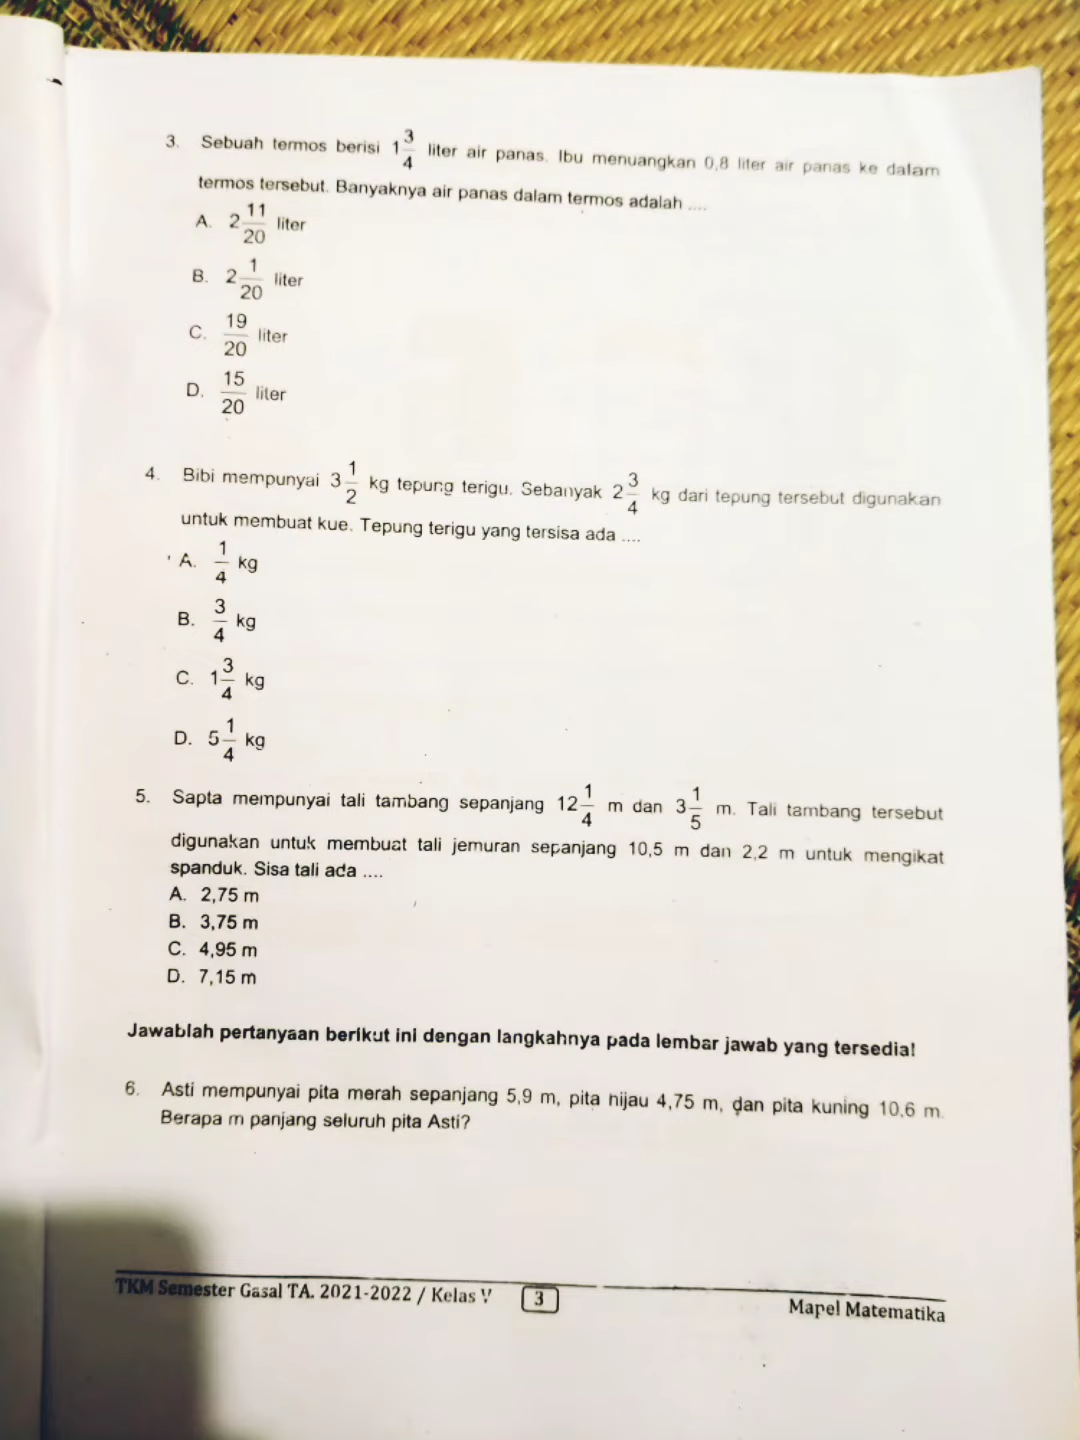 3. Sebuah termos berisi 1 3/4 liter air panas. Ibu menuangkan 0,8 liter air panas ke dalam
termos tersebut. Banyaknya air panas dalam termos adalah ....
A. 2 11/20 liter
B. 2 1/20 liter
C. 19/20 liter
D. 15/20 liter
4. Bibi mempunyai 3 1/2 kg tepung terigu. Sebanyak 2 3/4 kg dari tepung tersebut digunakan
untuk membuat kue. Tepung terigu yang tersisa ada ....
A. 1/4 kg
B. 3/4 kg
C. 1 3/4 kg
D. 5 1/4 kg
5. Sapta mempunyai tali tambang sepanjang 12 1/4 m dan 3 1/5 m. Tali tambang tersebut
digunakan untuk membuat tali jemuran sepanjang 10,5 m dan 2,2 m untuk mengikat
spanduk. Sisa tali ada ....
A. 2,75 m
B. 3,75 m
C. 4,95 m
D. 7,15 m
Jawablah pertanyaan berikut ini dengan langkahnya pada lembar jawab yang tersedia!
6. Asti mempunyai pita merah sepanjang 5,9 m, pita hijau 4,75 m, dan pita kuning 10,6 m.
Berapa m panjang seluruh pita Asti?
TKM Semester Gasal TA. 2021-2022 / Kelas V
3
Mapel Matematika